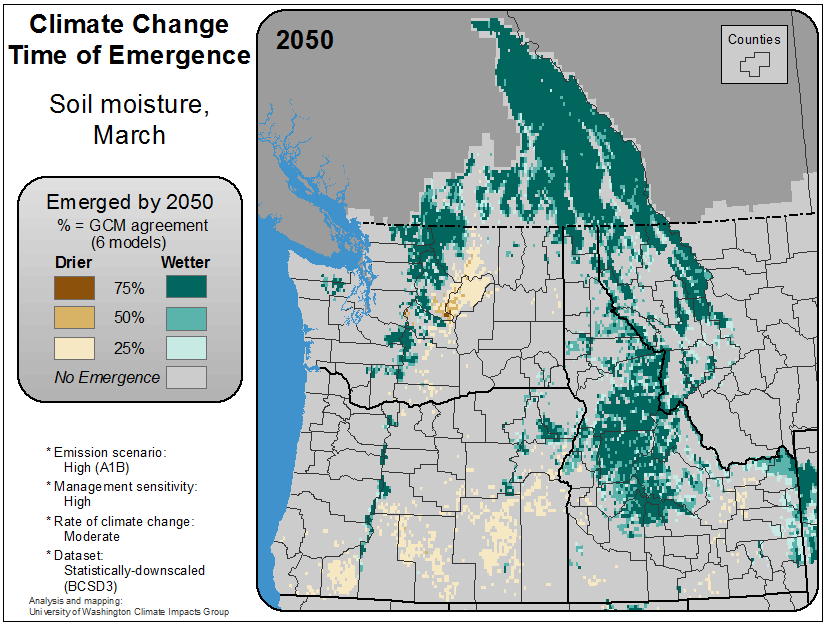 Climate Change
Time of Emergence
Soil moisture,
March
Emerged by 2050
% = GCM agreement
(6 models)
Drier Wetter
75%
50%
25%
No Emergence
* Emission scenario:
High (A1B)
* Management sensitivity:
High
* Rate of climate change:
Moderate
* Dataset:
Statistically-downscaled
(BCSD3)
Analysis and mapping:
University of Washington Climate Impacts Group
2050
Counties